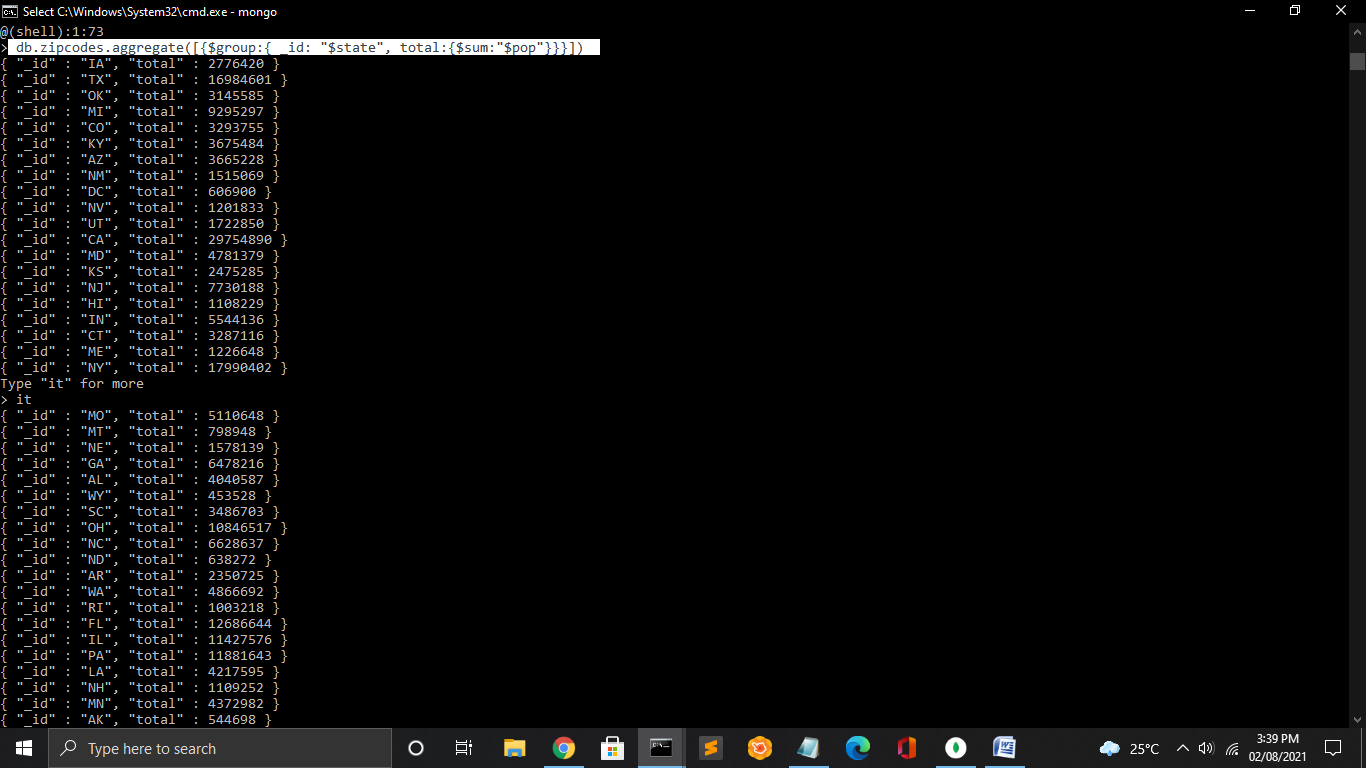 Select C:\Windows\System32\cmd.exe - mongo
@(shell):1:73
> db.zipcodes.aggregate([{$group:{ _id: "$state", total:{$sum:"$pop"}}}])
{ "_id" : "IA", "total" : 2776420 }
{ "_id" : "TX", "total" : 16984601 }
{ "_id" : "OK", "total" : 3145585 }
{ "_id" : "MI", "total" : 9295297 }
{ "_id" : "CO", "total" : 3293755 }
{ "_id" : "KY", "total" : 3675484 }
{ "_id" : "AZ", "total" : 3665228 }
{ "_id" : "NM", "total" : 1515069 }
{ "_id" : "DC", "total" : 606900 }
{ "_id" : "NV", "total" : 1201833 }
{ "_id" : "UT", "total" : 1722850 }
{ "_id" : "CA", "total" : 29754890 }
{ "_id" : "MD", "total" : 4781379 }
{ "_id" : "KS", "total" : 2475285 }
{ "_id" : "NJ", "total" : 7730188 }
{ "_id" : "HI", "total" : 1108229 }
{ "_id" : "IN", "total" : 5544136 }
{ "_id" : "CT", "total" : 3287116 }
{ "_id" : "ME", "total" : 1226648 }
{ "_id" : "NY", "total" : 17990402 }
Type "it" for more
> it
{ "_id" : "MO", "total" : 5110648 }
{ "_id" : "MT", "total" : 798948 }
{ "_id" : "NE", "total" : 1578139 }
{ "_id" : "GA", "total" : 6478216 }
{ "_id" : "AL", "total" : 4040587 }
{ "_id" : "WY", "total" : 453528 }
{ "_id" : "SC", "total" : 3486703 }
{ "_id" : "OH", "total" : 10846517 }
{ "_id" : "NC", "total" : 6628637 }
{ "_id" : "ND", "total" : 638272 }
{ "_id" : "AR", "total" : 2350725 }
{ "_id" : "WA", "total" : 4866692 }
{ "_id" : "RI", "total" : 1003218 }
{ "_id" : "FL", "total" : 12686644 }
{ "_id" : "IL", "total" : 11427576 }
{ "_id" : "PA", "total" : 11881643 }
{ "_id" : "LA", "total" : 4217595 }
{ "_id" : "NH", "total" : 1109252 }
{ "_id" : "MN", "total" : 4372982 }
{ "_id" : "AK", "total" : 544698 }
Type here to search
25°C
3:39 PM
02/08/2021